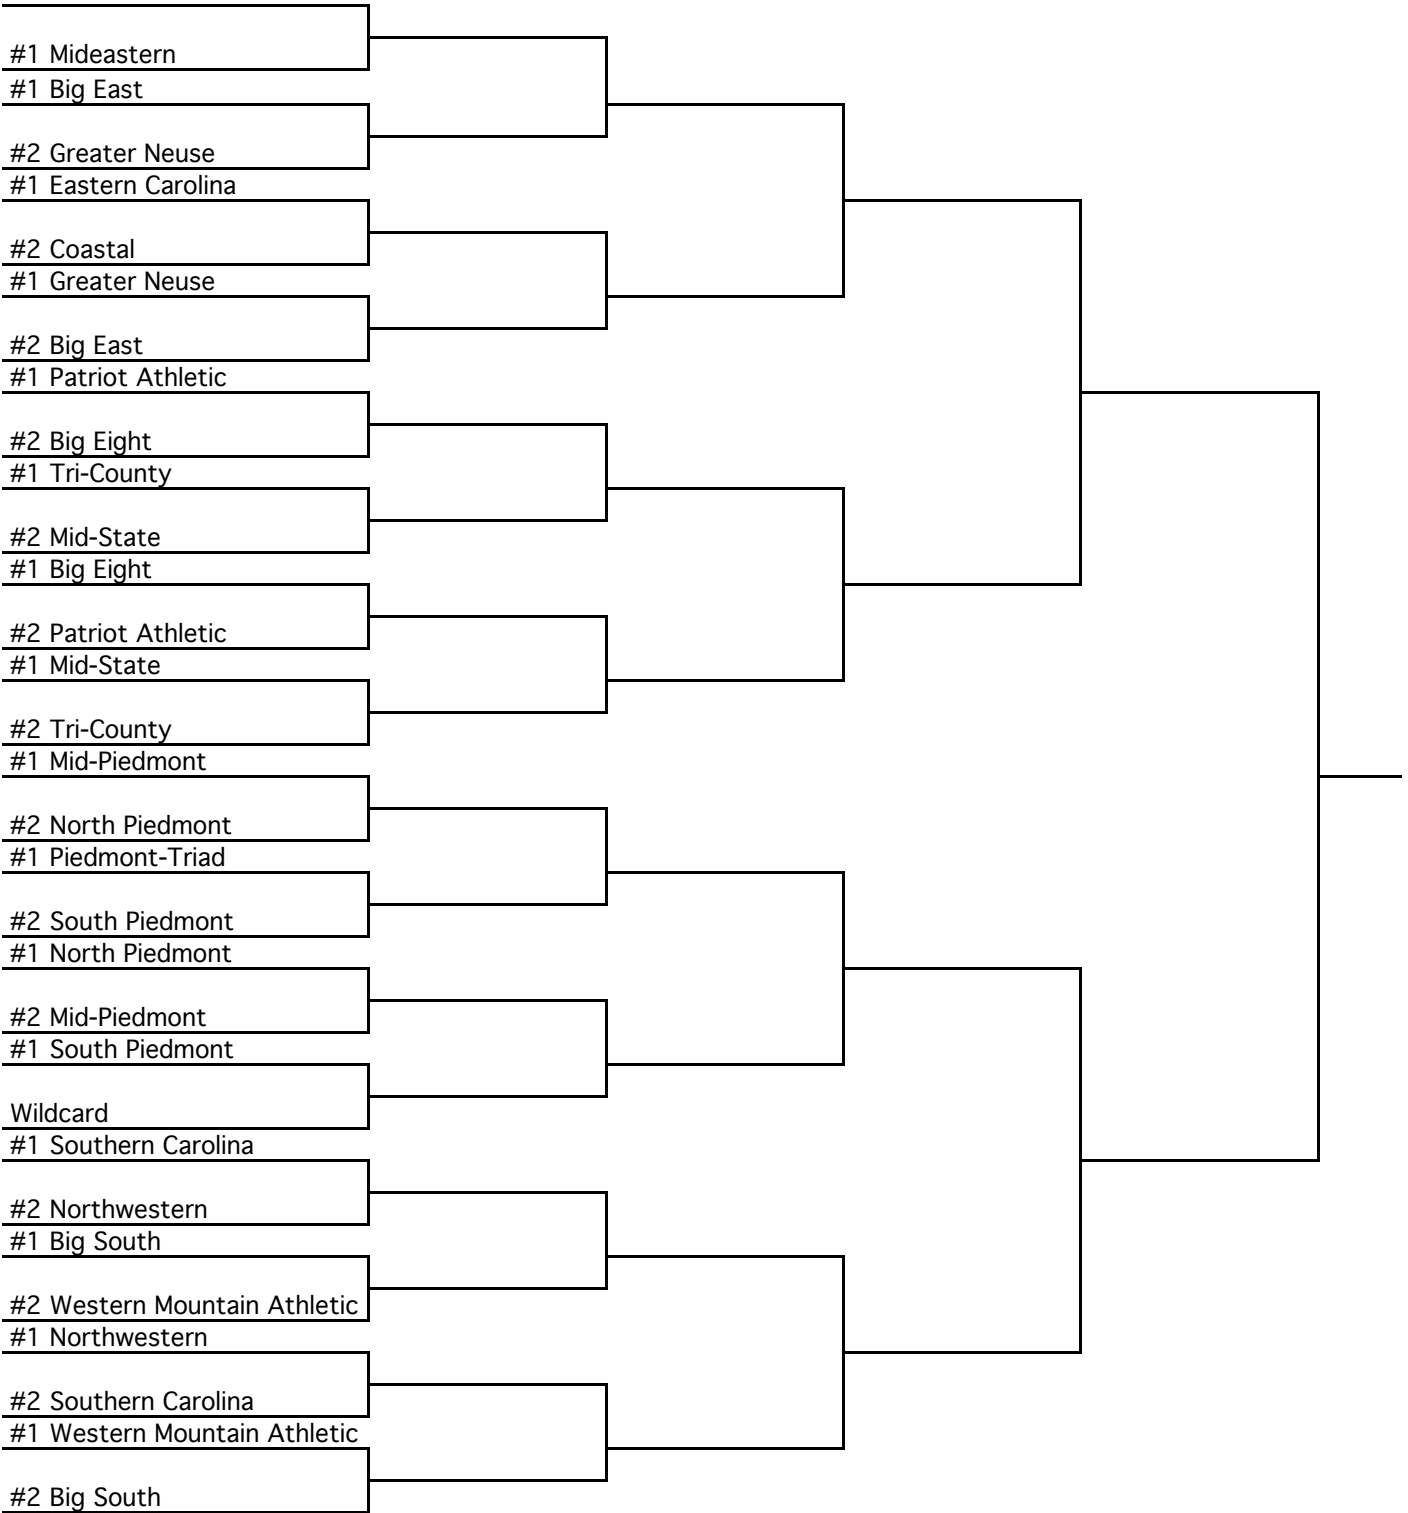 #1 Mideastern
#1 Big East
#2 Greater Neuse
#1 Eastern Carolina
#2 Coastal
#1 Greater Neuse
#2 Big East
#1 Patriot Athletic
#2 Big Eight
#1 Tri-County
#2 Mid-State
#1 Big Eight
#2 Patriot Athletic
#1 Mid-State
#2 Tri-County
#1 Mid-Piedmont
#2 North Piedmont
#1 Piedmont-Triad
#2 South Piedmont
#1 North Piedmont
#2 Mid-Piedmont
#1 South Piedmont
Wildcard
#1 Southern Carolina
#2 Northwestern
#1 Big South
#2 Western Mountain Athletic
#1 Northwestern
#2 Southern Carolina
#1 Western Mountain Athletic
#2 Big South